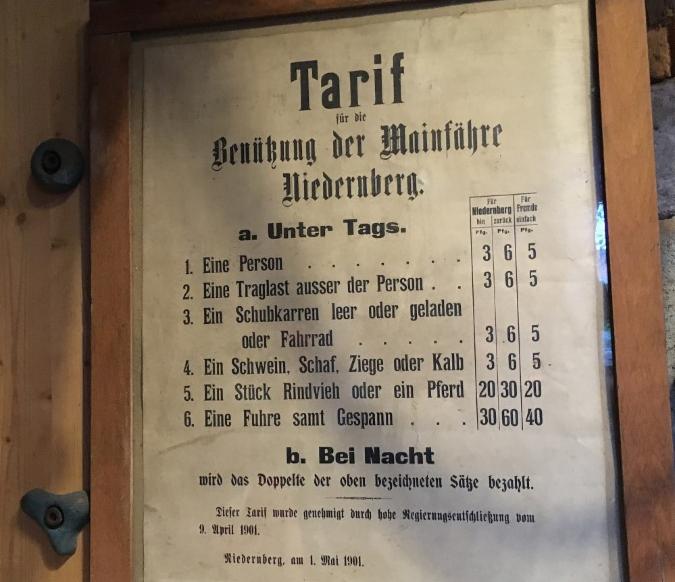 Tarif
für die
Benützung der Mainfähre
Niedernberg.
Für Niedernberg Für Fremde
hin zurück einfach
Pfg. Pfg. Pfg.
a. Unter Tags.
1. Eine Person . . . . . . . 3 6 5
2. Eine Traglast ausser der Person . . 3 6 5
3. Ein Schubkarren leer oder geladen
oder Fahrrad . . . . . 3 6 5
4. Ein Schwein, Schaf, Ziege oder Kalb 3 6 5
5. Ein Stück Rindvieh oder ein Pferd 20 30 20
6. Eine Fuhre samt Gespann . . . 30 60 40
b. Bei Nacht
wird das Doppelte der oben bezeichneten Sätze bezahlt.
Dieser Tarif wurde genehmigt durch hohe Regierungsentschließung vom
9. April 1901.
Niedernberg, am 1. Mai 1901.